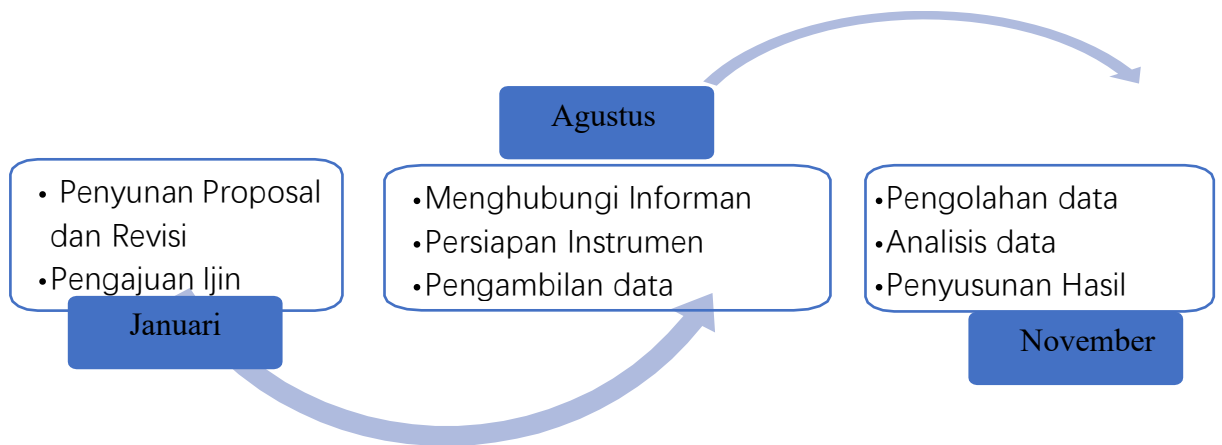 • Penyunan Proposal
dan Revisi
•Pengajuan Ijin
Januari
Agustus
•Menghubungi Informan
•Persiapan Instrumen
•Pengambilan data
•Pengolahan data
•Analisis data
•Penyusunan Hasil
November